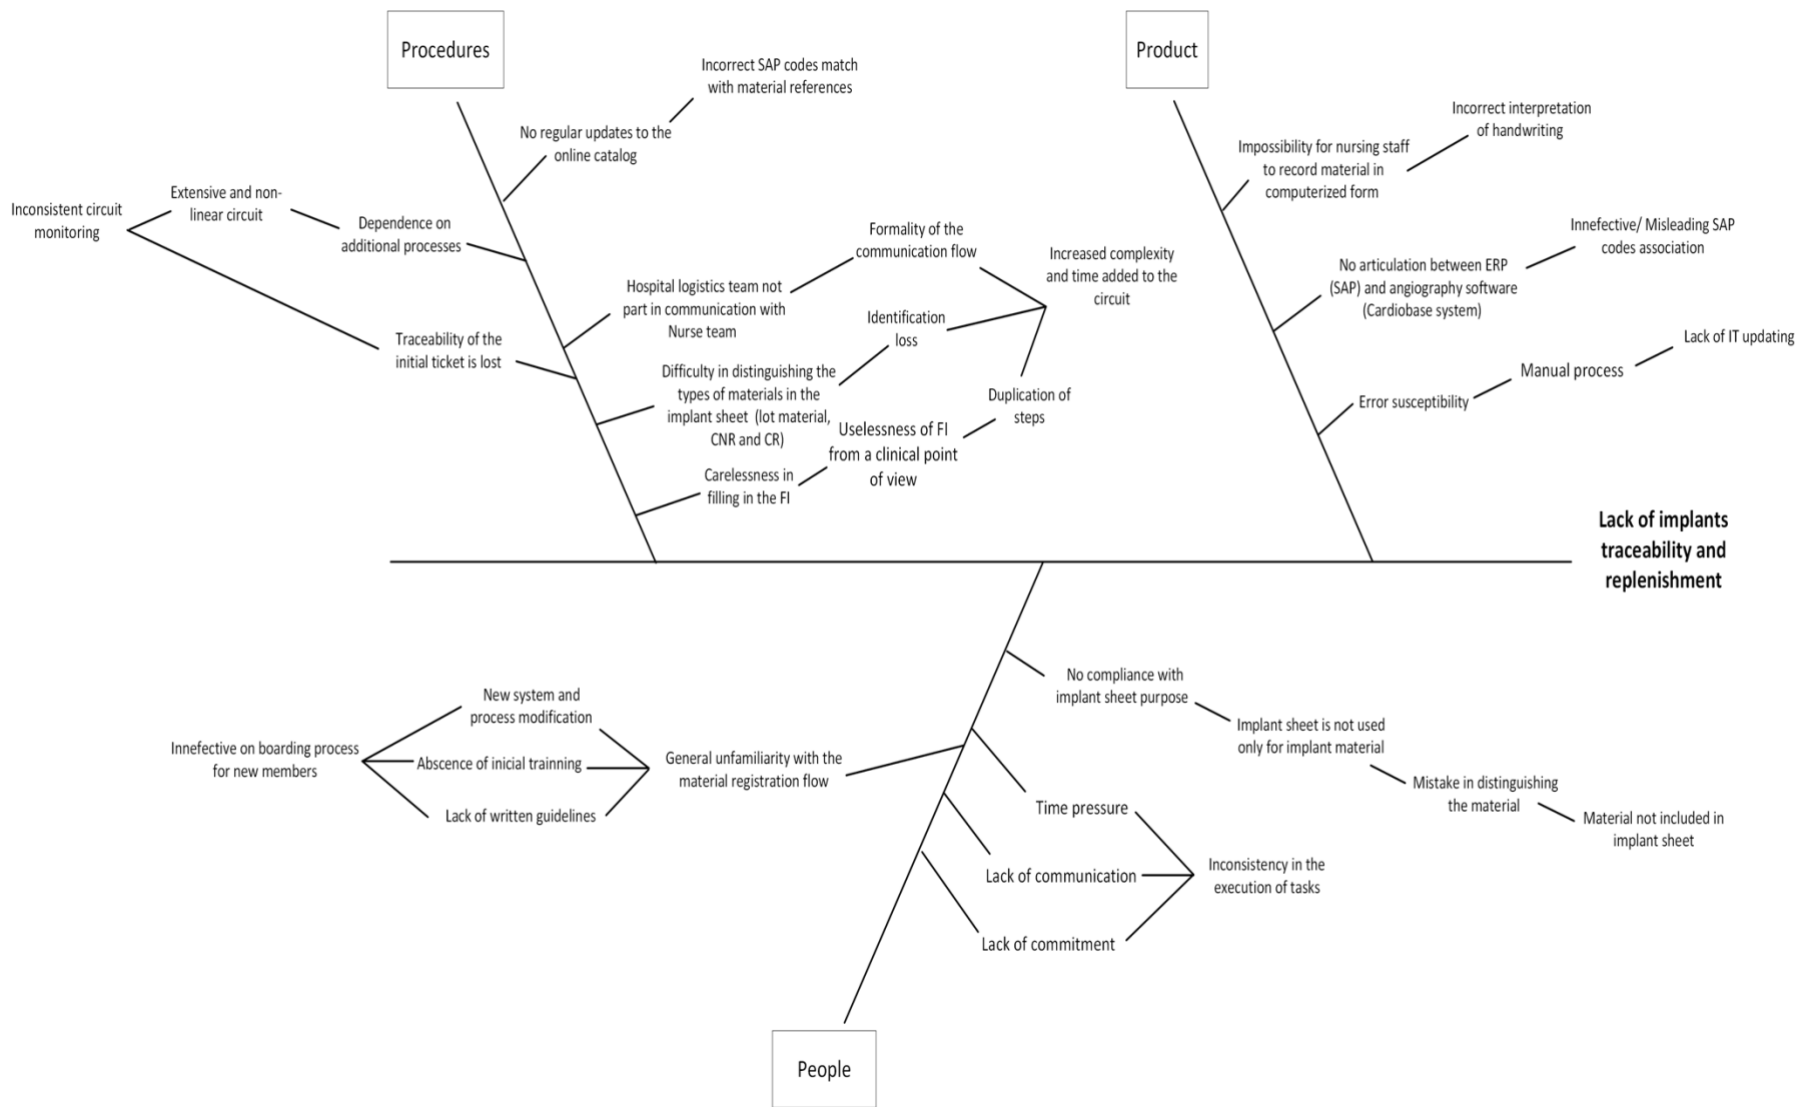 Procedures
Product
Incorrect SAP codes match
with material references
No regular updates to the
online catalog
Incorrect interpretation
of handwriting
Impossibility for nursing staff
to record material in
computerized form
Inconsistent circuit
monitoring
Extensive and non-
linear circuit
Dependence on
additional processes
Formality of the
communication flow
Increased complexity
and time added to the
circuit
Innefective/ Misleading SAP
codes association
No articulation between ERP
(SAP) and angiography software
(Cardiobase system)
Hospital logistics team not
part in communication with
Nurse team
Identification
loss
Traceability of the
initial ticket is lost
Lack of IT updating
Manual process
Error susceptibility
Difficulty in distinguishing the
types of materials in the
implant sheet (lot material,
CNR and CR)
Duplication of
steps
Uselessness of FI
from a clinical point
of view
Carelessness in
filling in the FI
Lack of implants
traceability and
replenishment
No compliance with
implant sheet purpose
Implant sheet is not used
only for implant material
Mistake in distinguishing
the material
Material not included in
implant sheet
New system and
process modification
Innefective on boarding process
for new members
Abscence of inicial trainning
Lack of written guidelines
General unfamiliarity with the
material registration flow
Time pressure
Lack of communication
Lack of commitment
Inconsistency in the
execution of tasks
People